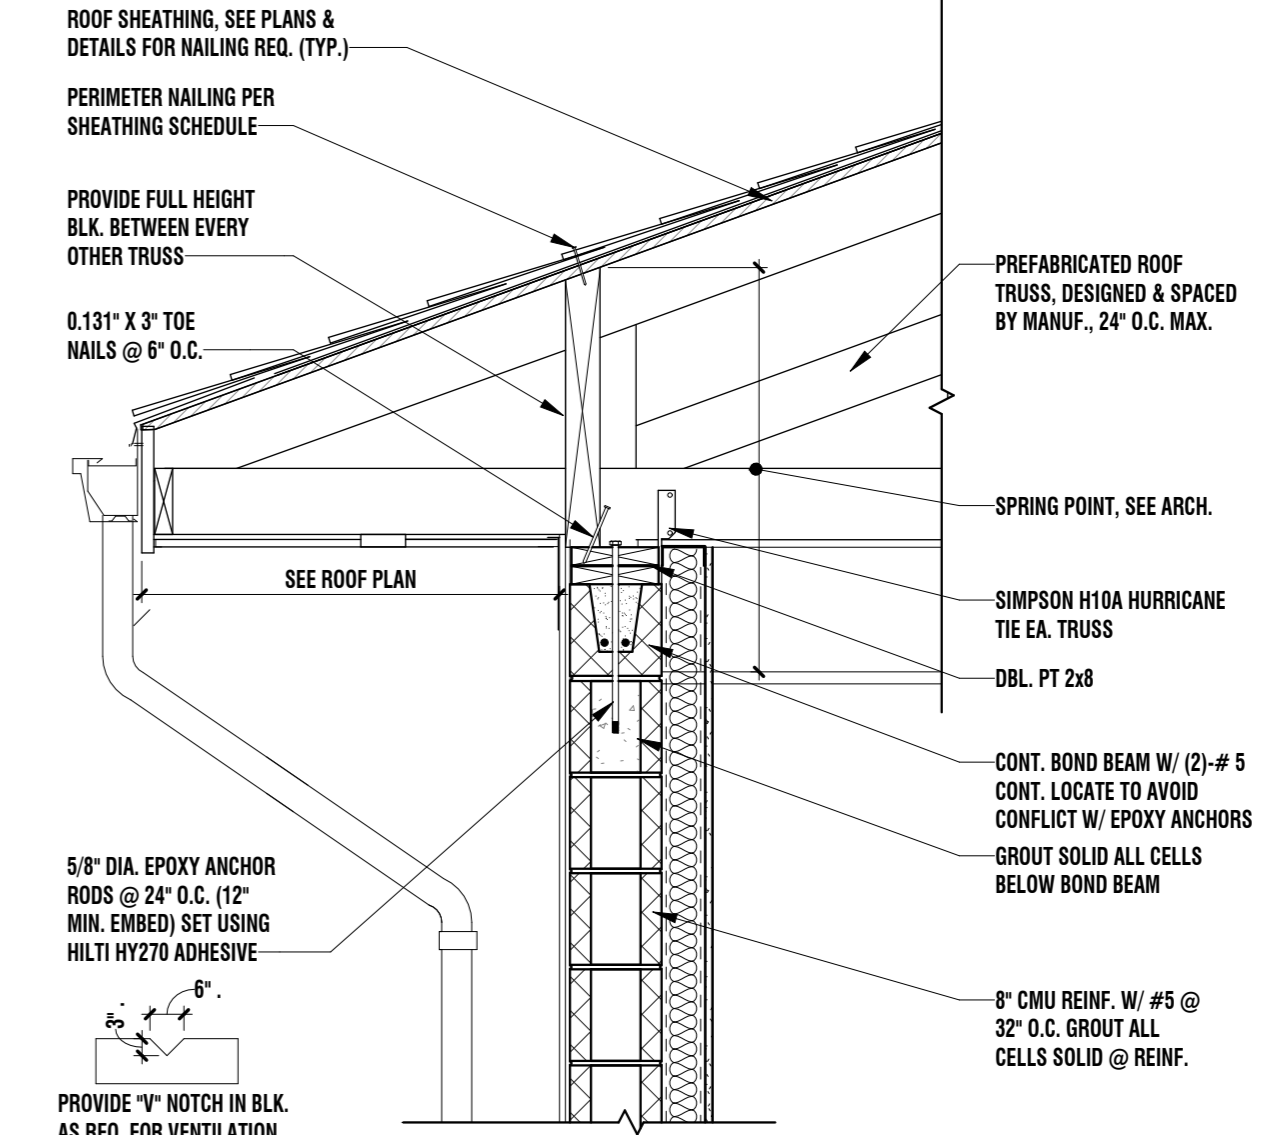 ROOF SHEATHING, SEE PLANS &
DETAILS FOR NAILING REQ. (TYP.)
PERIMETER NAILING PER
SHEATHING SCHEDULE
PROVIDE FULL HEIGHT
BLK. BETWEEN EVERY
OTHER TRUSS
0.131" X 3" TOE
NAILS @ 6" O.C.
SEE ROOF PLAN
5/8" DIA. EPOXY ANCHOR
RODS @ 24" O.C. (12"
MIN. EMBED) SET USING
HILTI HY270 ADHESIVE
6" .
3" .
PROVIDE "V" NOTCH IN BLK.
AS REQ. FOR VENTILATION
PREFABRICATED ROOF
TRUSS, DESIGNED & SPACED
BY MANUF., 24" O.C. MAX.
SPRING POINT, SEE ARCH.
SIMPSON H10A HURRICANE
TIE EA. TRUSS
DBL. PT 2x8
CONT. BOND BEAM W/ (2)-# 5
CONT. LOCATE TO AVOID
CONFLICT W/ EPOXY ANCHORS
GROUT SOLID ALL CELLS
BELOW BOND BEAM
8" CMU REINF. W/ #5 @
32" O.C. GROUT ALL
CELLS SOLID @ REINF.